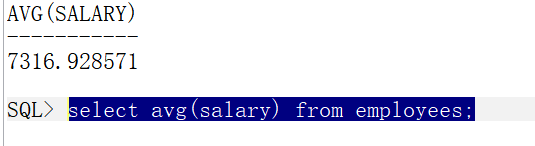 AVG(SALARY)
-----------
7316.928571
SQL> select avg(salary) from employees;